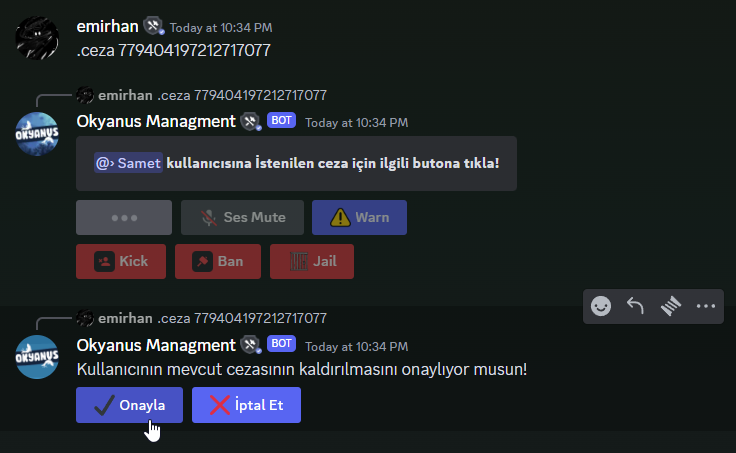 emirhan Today at 10:34 PM
.ceza 779404197212717077
emirhan .ceza 779404197212717077
OKYANUS
Okyanus Managment BOT Today at 10:34 PM
@› Samet kullanıcısına İstenilen ceza için ilgili butona tıkla!
Ses Mute Warn
Kick Ban Jail
emirhan .ceza 779404197212717077
OKYANUS
Okyanus Managment BOT Today at 10:34 PM
Kullanıcının mevcut cezasının kaldırılmasını onaylıyor musun!
Onayla İptal Et